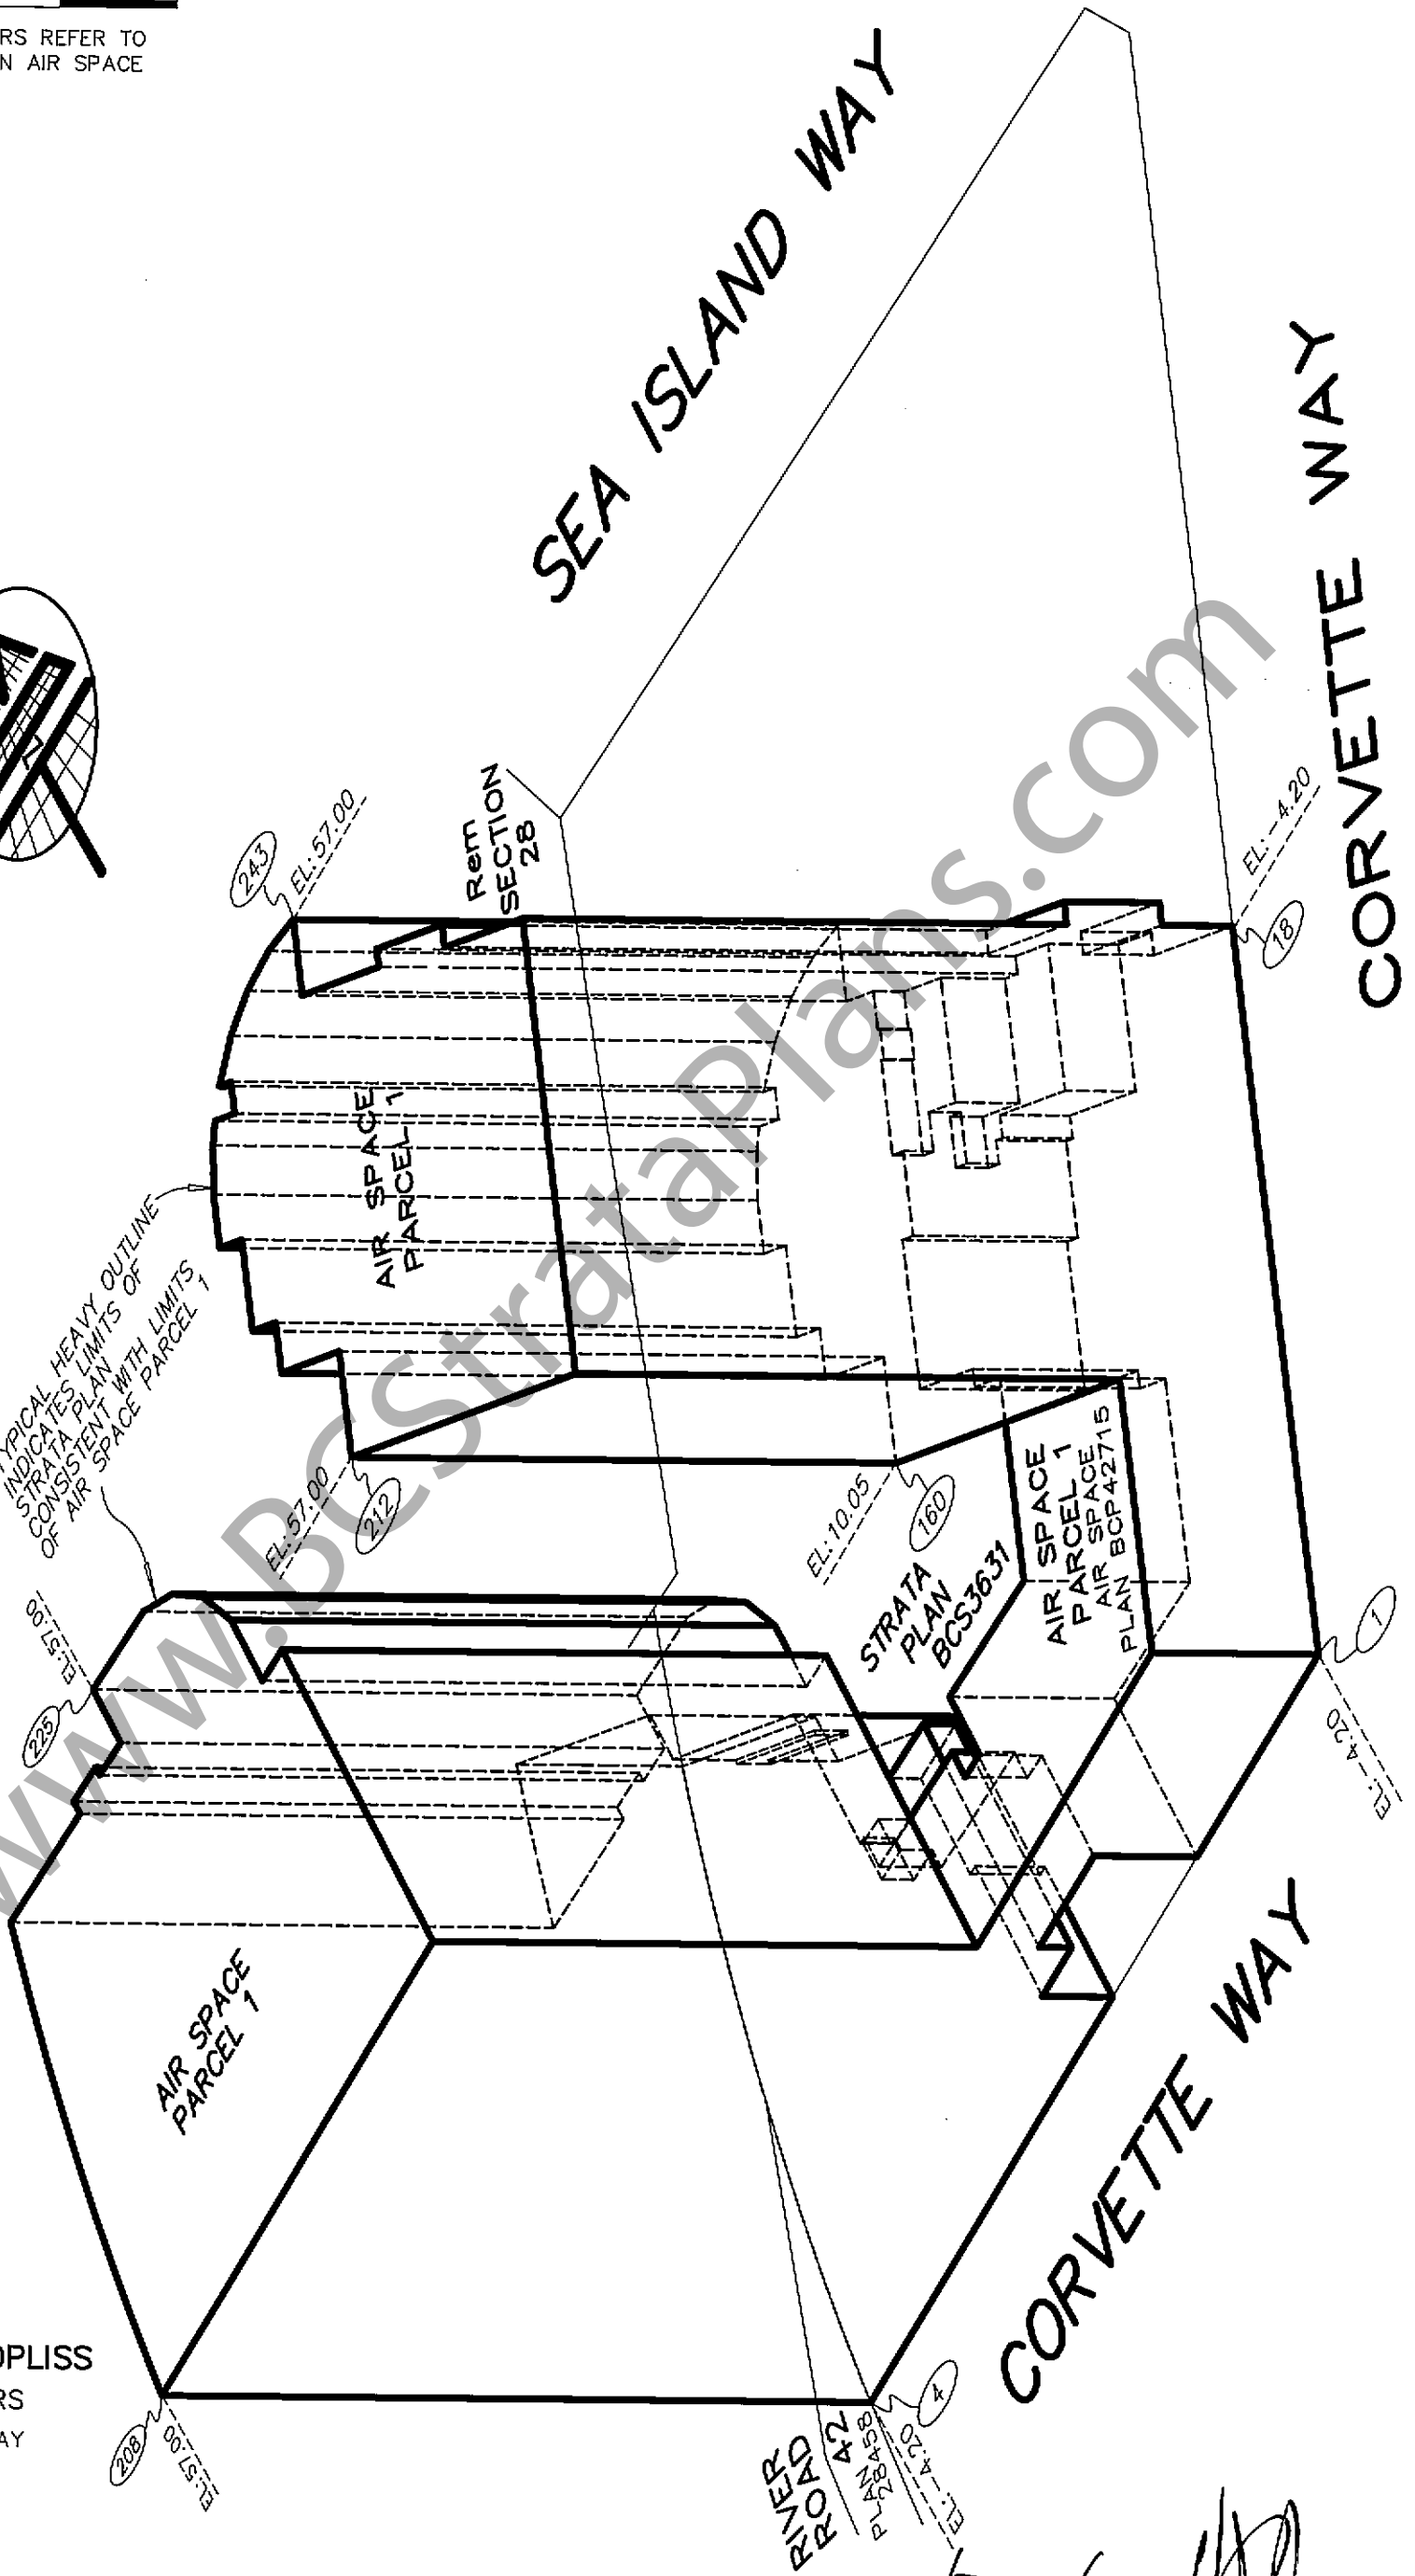 RS REFER TO
N AIR SPACE
SEA ISLAND WAY
CORVETTE WAY
243
EL: 57.00
Rem
SECTION
28
TYPICAL HEAVY OUTLINE
INDICATES LIMITS OF
STRATA PLAN
CONSISTENT WITH LIMITS
OF AIR SPACE PARCEL 1
AIR SPACE
PARCEL 1
EL: -4.20
18
EL: 57.00
212
EL: 57.00
225
EL: 10.05
160
STRATA
PLAN
BCS3631
AIR SPACE
PARCEL 1
AIR SPACE
PLAN BCP42715
1
EL: -4.20
AIR SPACE
PARCEL 1
CORVETTE WAY
OPLISS
RS
AY
208
EL: 57.00
RIVER
ROAD
42
PLAN
28458
4
EL: -4.20
www.BCStrataPlans.com